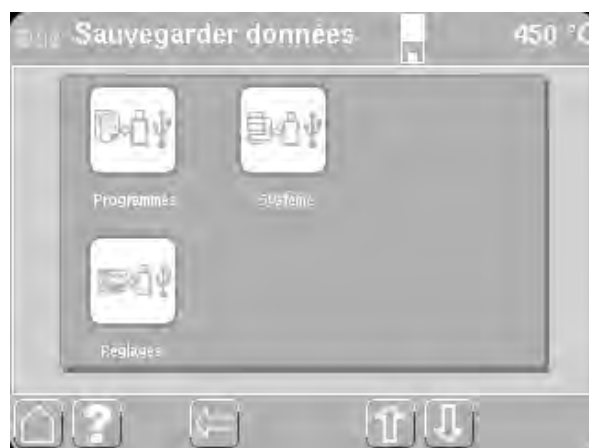 Sauvegarder données
450 °C
Programmes
Système
Réglages
?